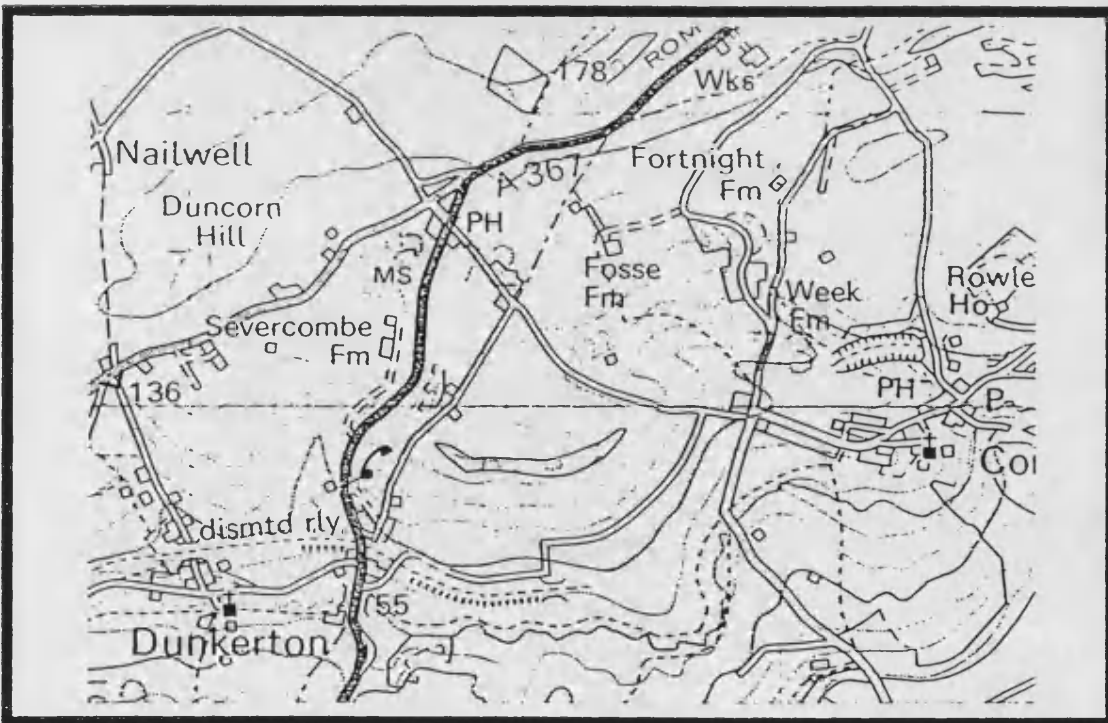 178
ROM
Wks
Nailwell
A 367
Fortnight
Fm
Duncorn
Hill
PH
MS
Fosse
Fm
Week
Fm
Rowle
Ho
Severcombe
Fm
136
PH
P
Co
dismtd rly
55
Dunkerton